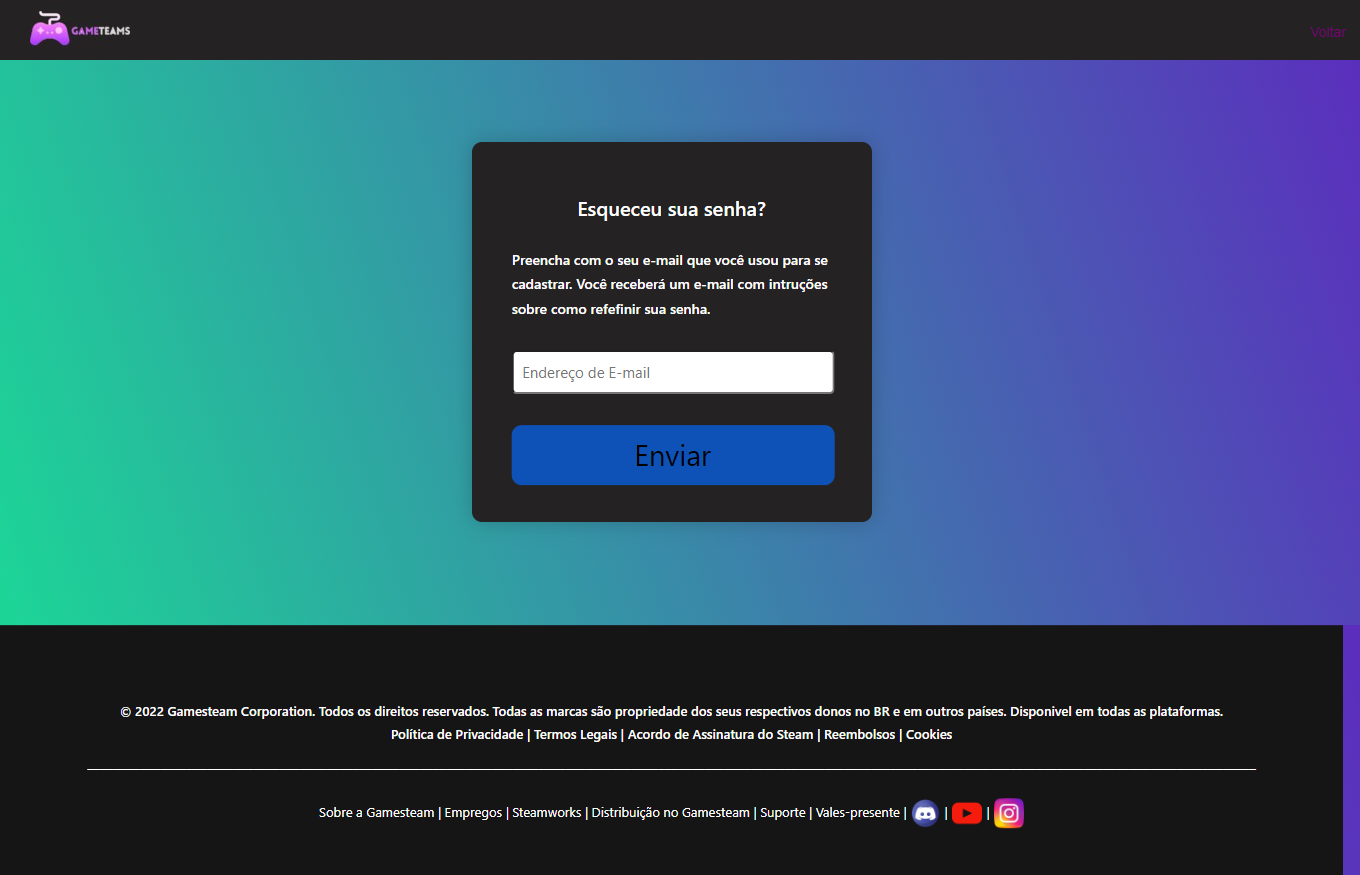 GAMETEAMS
Voltar
Esqueceu sua senha?
Preencha com o seu e-mail que você usou para se
cadastrar. Você receberá um e-mail com intruções
sobre como refefinir sua senha.
Endereço de E-mail
Enviar
© 2022 Gamesteam Corporation. Todos os direitos reservados. Todas as marcas são propriedade dos seus respectivos donos no BR e em outros países. Disponivel em todas as plataformas.
Política de Privacidade | Termos Legais | Acordo de Assinatura do Steam | Reembolsos | Cookies
Sobre a Gamesteam | Empregos | Steamworks | Distribuição no Gamesteam | Suporte | Vales-presente | | |